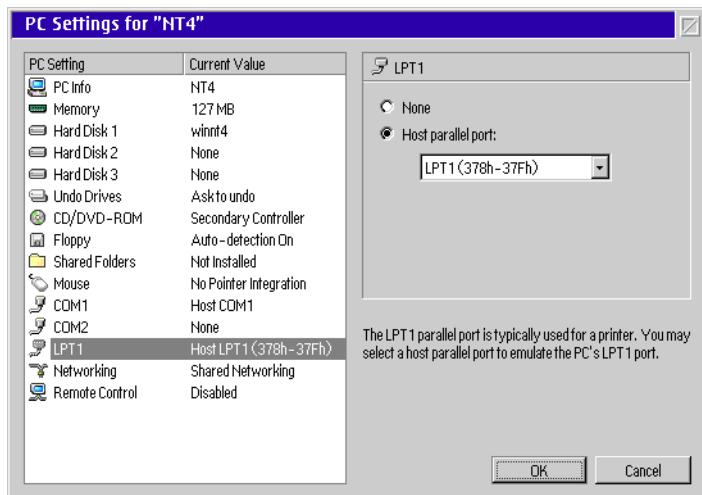 PC Settings for "NT4"
PC Setting Current Value
PC Info NT4
Memory 127 MB
Hard Disk 1 winnt4
Hard Disk 2 None
Hard Disk 3 None
Undo Drives Ask to undo
CD/DVD-ROM Secondary Controller
Floppy Auto-detection On
Shared Folders Not Installed
Mouse No Pointer Integration
COM1 Host COM1
COM2 None
LPT1 Host LPT1 (378h-37Fh)
Networking Shared Networking
Remote Control Disabled
LPT1
None
Host parallel port:
LPT1 (378h-37Fh)
The LPT1 parallel port is typically used for a printer. You may
select a host parallel port to emulate the PC's LPT1 port.
OK Cancel